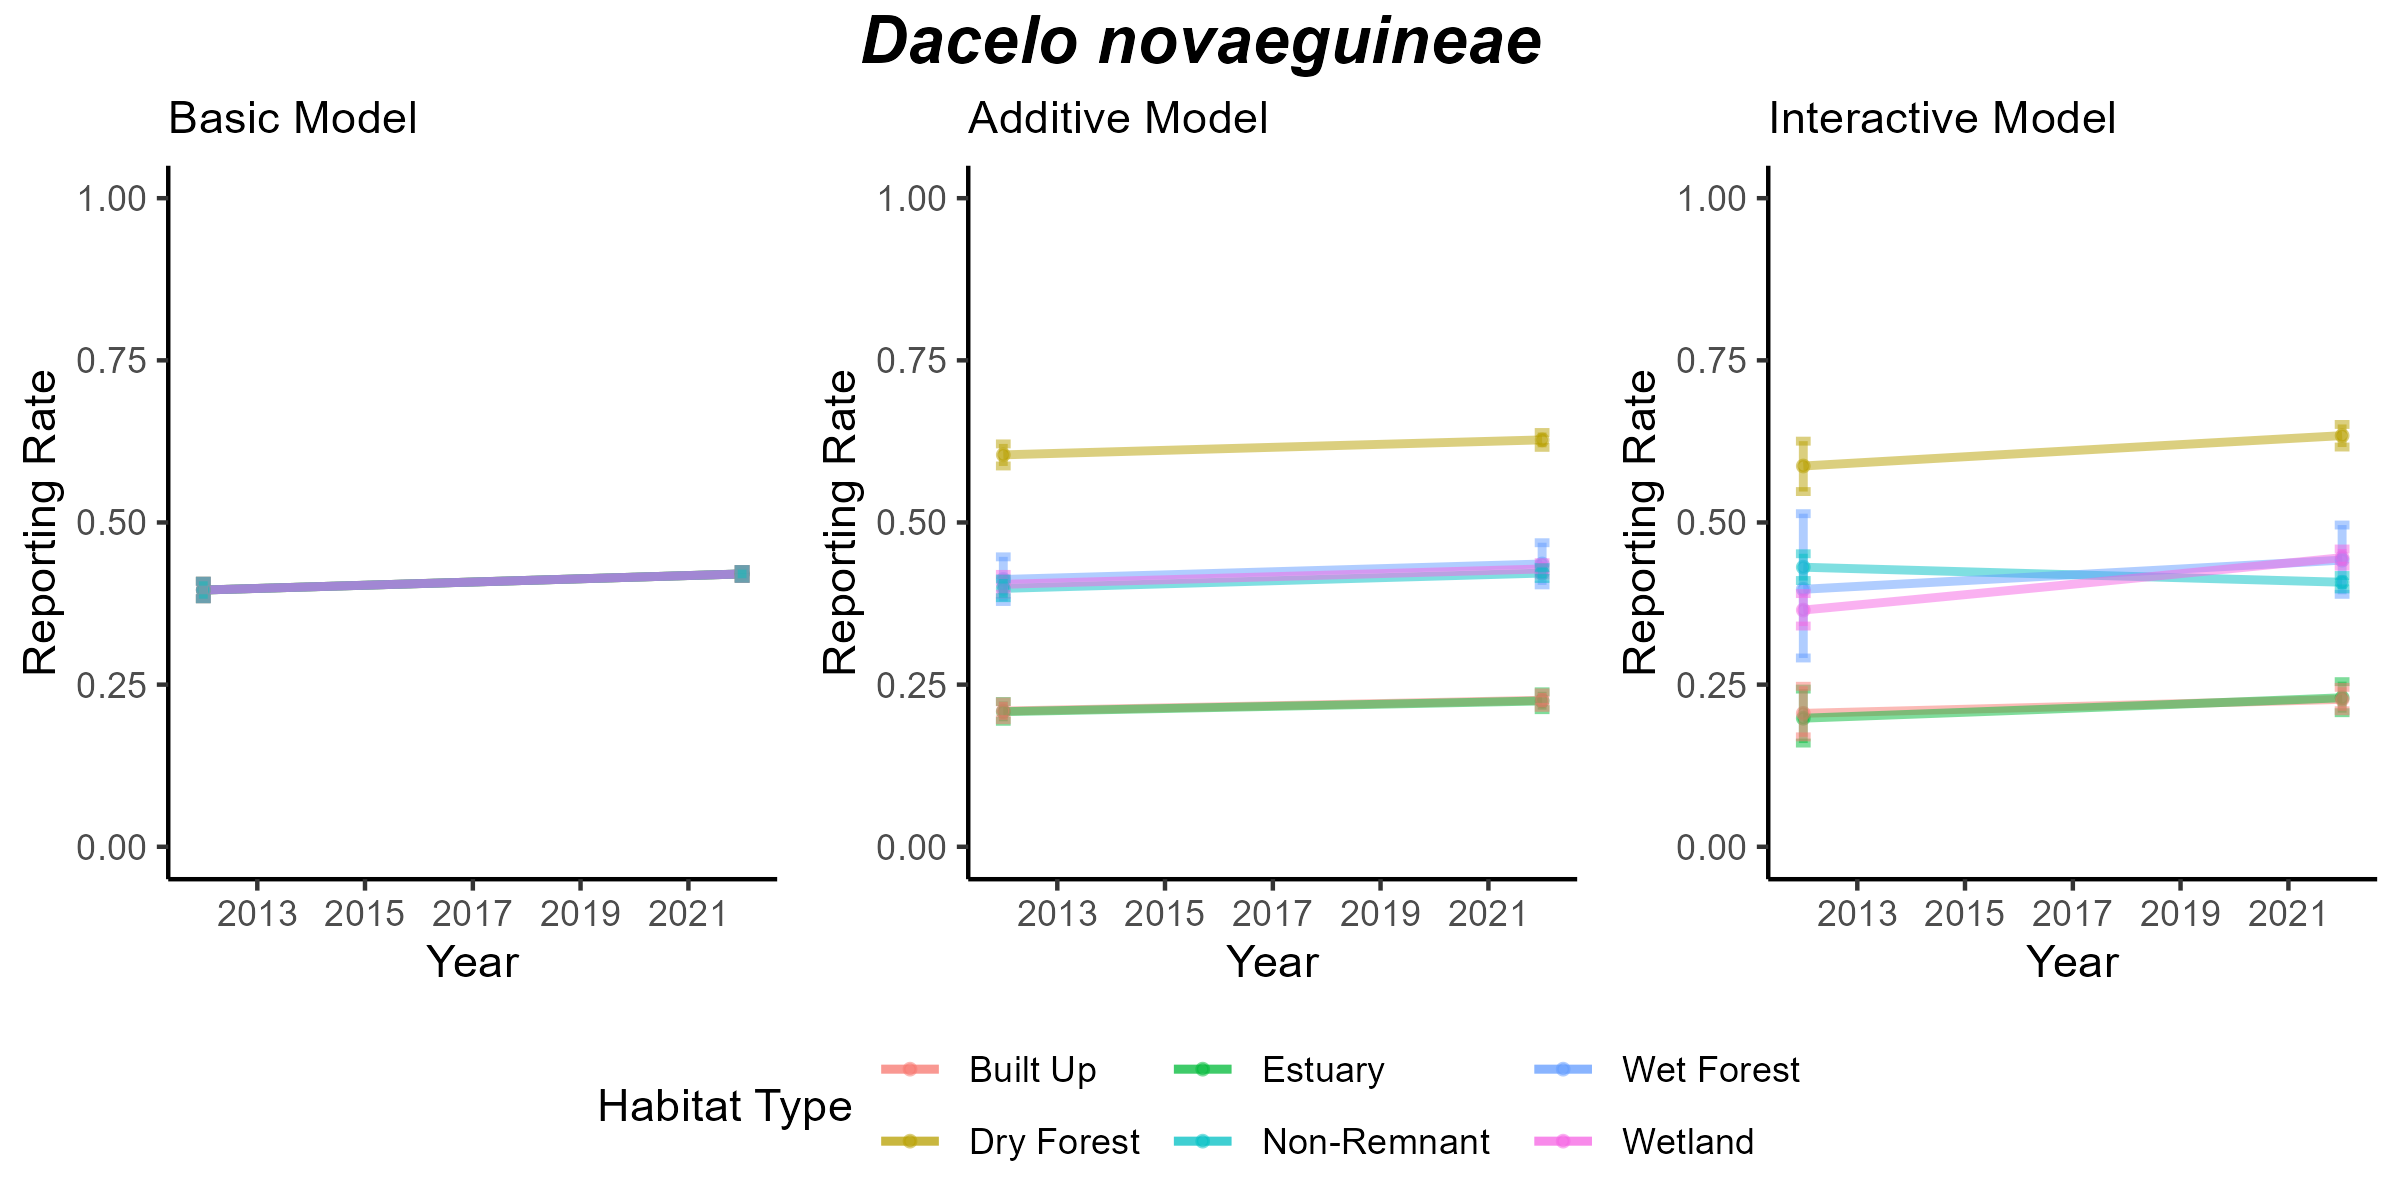 Dacelo novaeguineae
Basic Model
Additive Model
Interactive Model
Reporting Rate
1.00
0.75
0.50
0.25
0.00
2013 2015 2017 2019 2021
Year
Reporting Rate
1.00
0.75
0.50
0.25
0.00
2013 2015 2017 2019 2021
Year
Reporting Rate
1.00
0.75
0.50
0.25
0.00
2013 2015 2017 2019 2021
Year
Habitat Type
Built Up
Estuary
Wet Forest
Dry Forest
Non-Remnant
Wetland